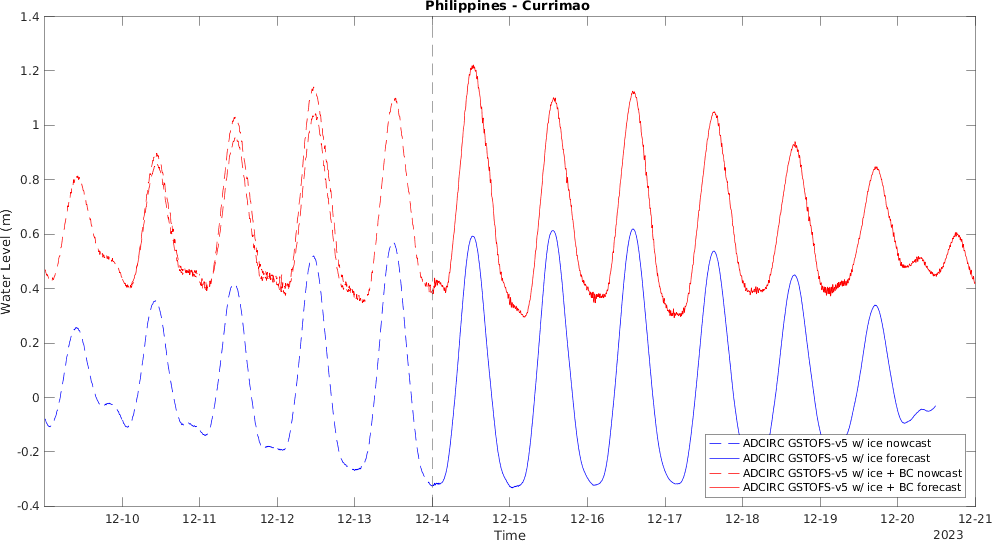 Philippines - Currimao
1.4
1.2
1
0.8
0.6
0.4
0.2
0
-0.2
-0.4
Water Level (m)
12-10 12-11 12-12 12-13 12-14 12-15 12-16 12-17 12-18 12-19 12-20 12-21
Time
2023
ADCIRC GSTOFS-v5 w/ ice nowcast
ADCIRC GSTOFS-v5 w/ ice forecast
ADCIRC GSTOFS-v5 w/ ice + BC nowcast
ADCIRC GSTOFS-v5 w/ ice + BC forecast